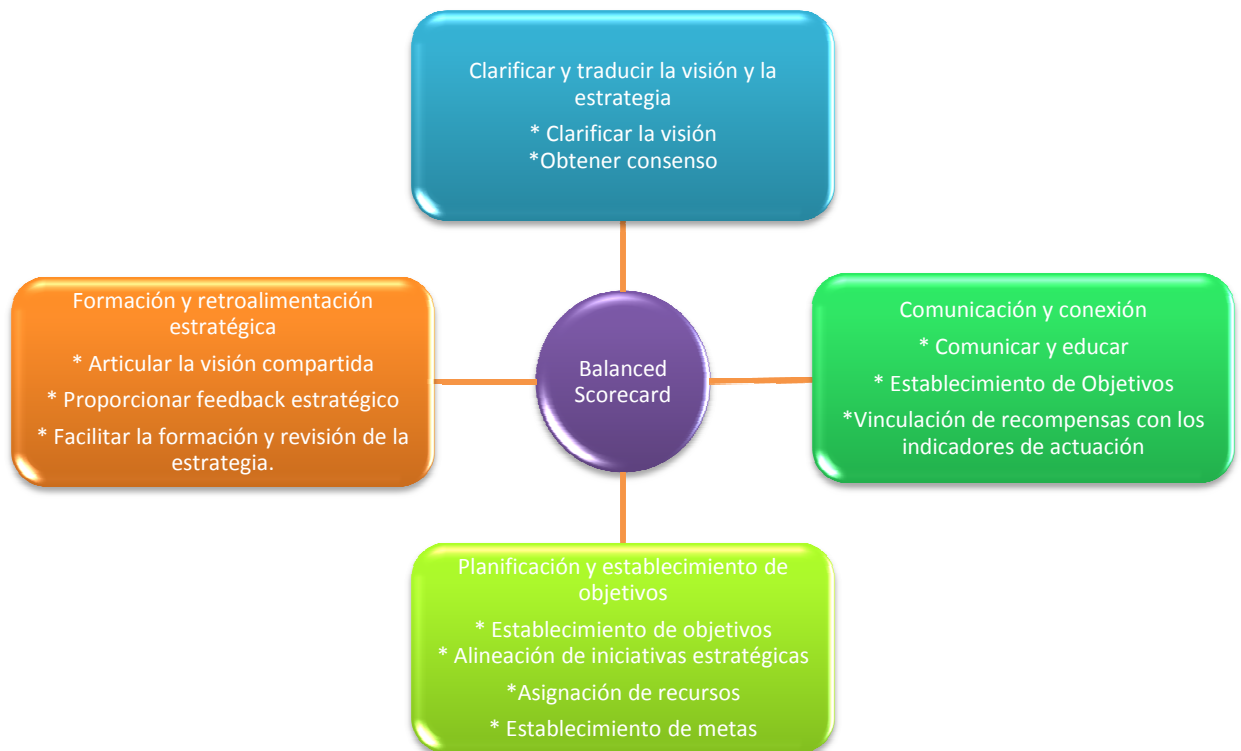 Clarificar y traducir la visión y la
estrategia
* Clarificar la visión
*Obtener consenso
Formación y retroalimentación
estratégica
* Articular la visión compartida
* Proporcionar feedback estratégico
* Facilitar la formación y revisión de la
estrategia.
Balanced
Scorecard
Comunicación y conexión
* Comunicar y educar
* Establecimiento de Objetivos
*Vinculación de recompensas con los
indicadores de actuación
Planificación y establecimiento de
objetivos
* Establecimiento de objetivos
* Alineación de iniciativas estratégicas
*Asignación de recursos
* Establecimiento de metas